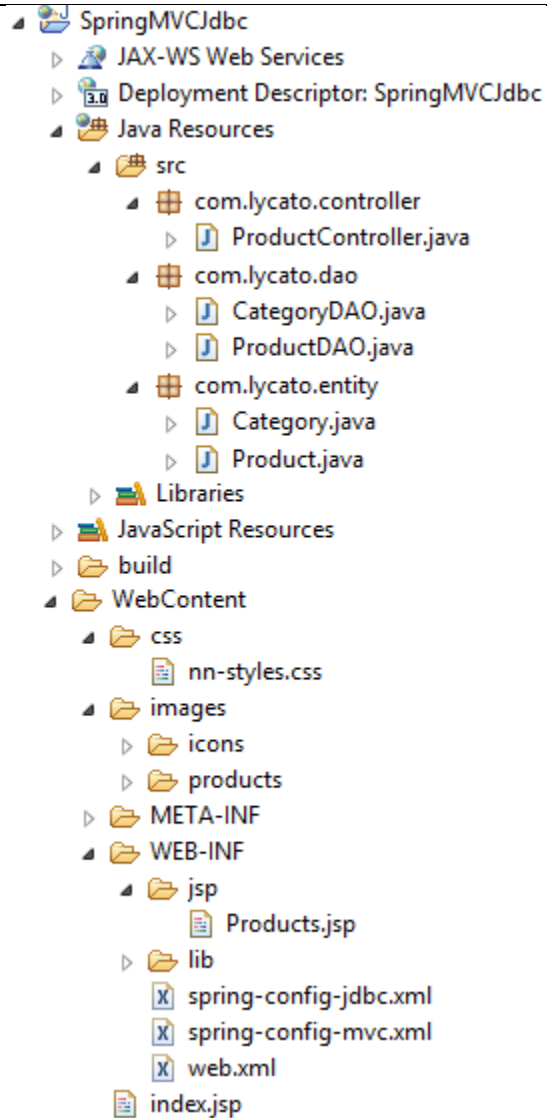 SpringMVCJdbc
JAX-WS Web Services
3.0 Deployment Descriptor: SpringMVCJdbc
Java Resources
src
com.lycato.controller
J ProductController.java
com.lycato.dao
J CategoryDAO.java
J ProductDAO.java
com.lycato.entity
J Category.java
J Product.java
Libraries
JavaScript Resources
build
WebContent
css
nn-styles.css
images
icons
products
META-INF
WEB-INF
jsp
Products.jsp
lib
X spring-config-jdbc.xml
X spring-config-mvc.xml
X web.xml
index.jsp